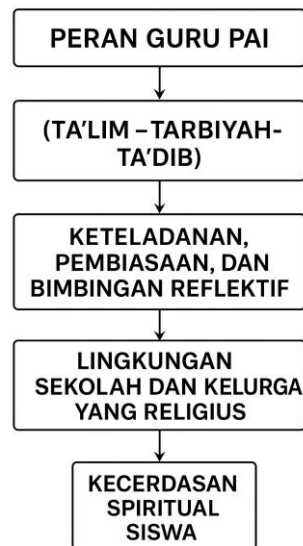 PERAN GURU PAI
(TA'LIM – TARBIYAH-
TA'DIB)
KETELADANAN,
PEMBIASAAN, DAN
BIMBINGAN REFLEKTIF
LINGKUNGAN
SEKOLAH DAN KELURGA
YANG RELIGIUS
KECERDASAN
SPIRITUAL
SISWA